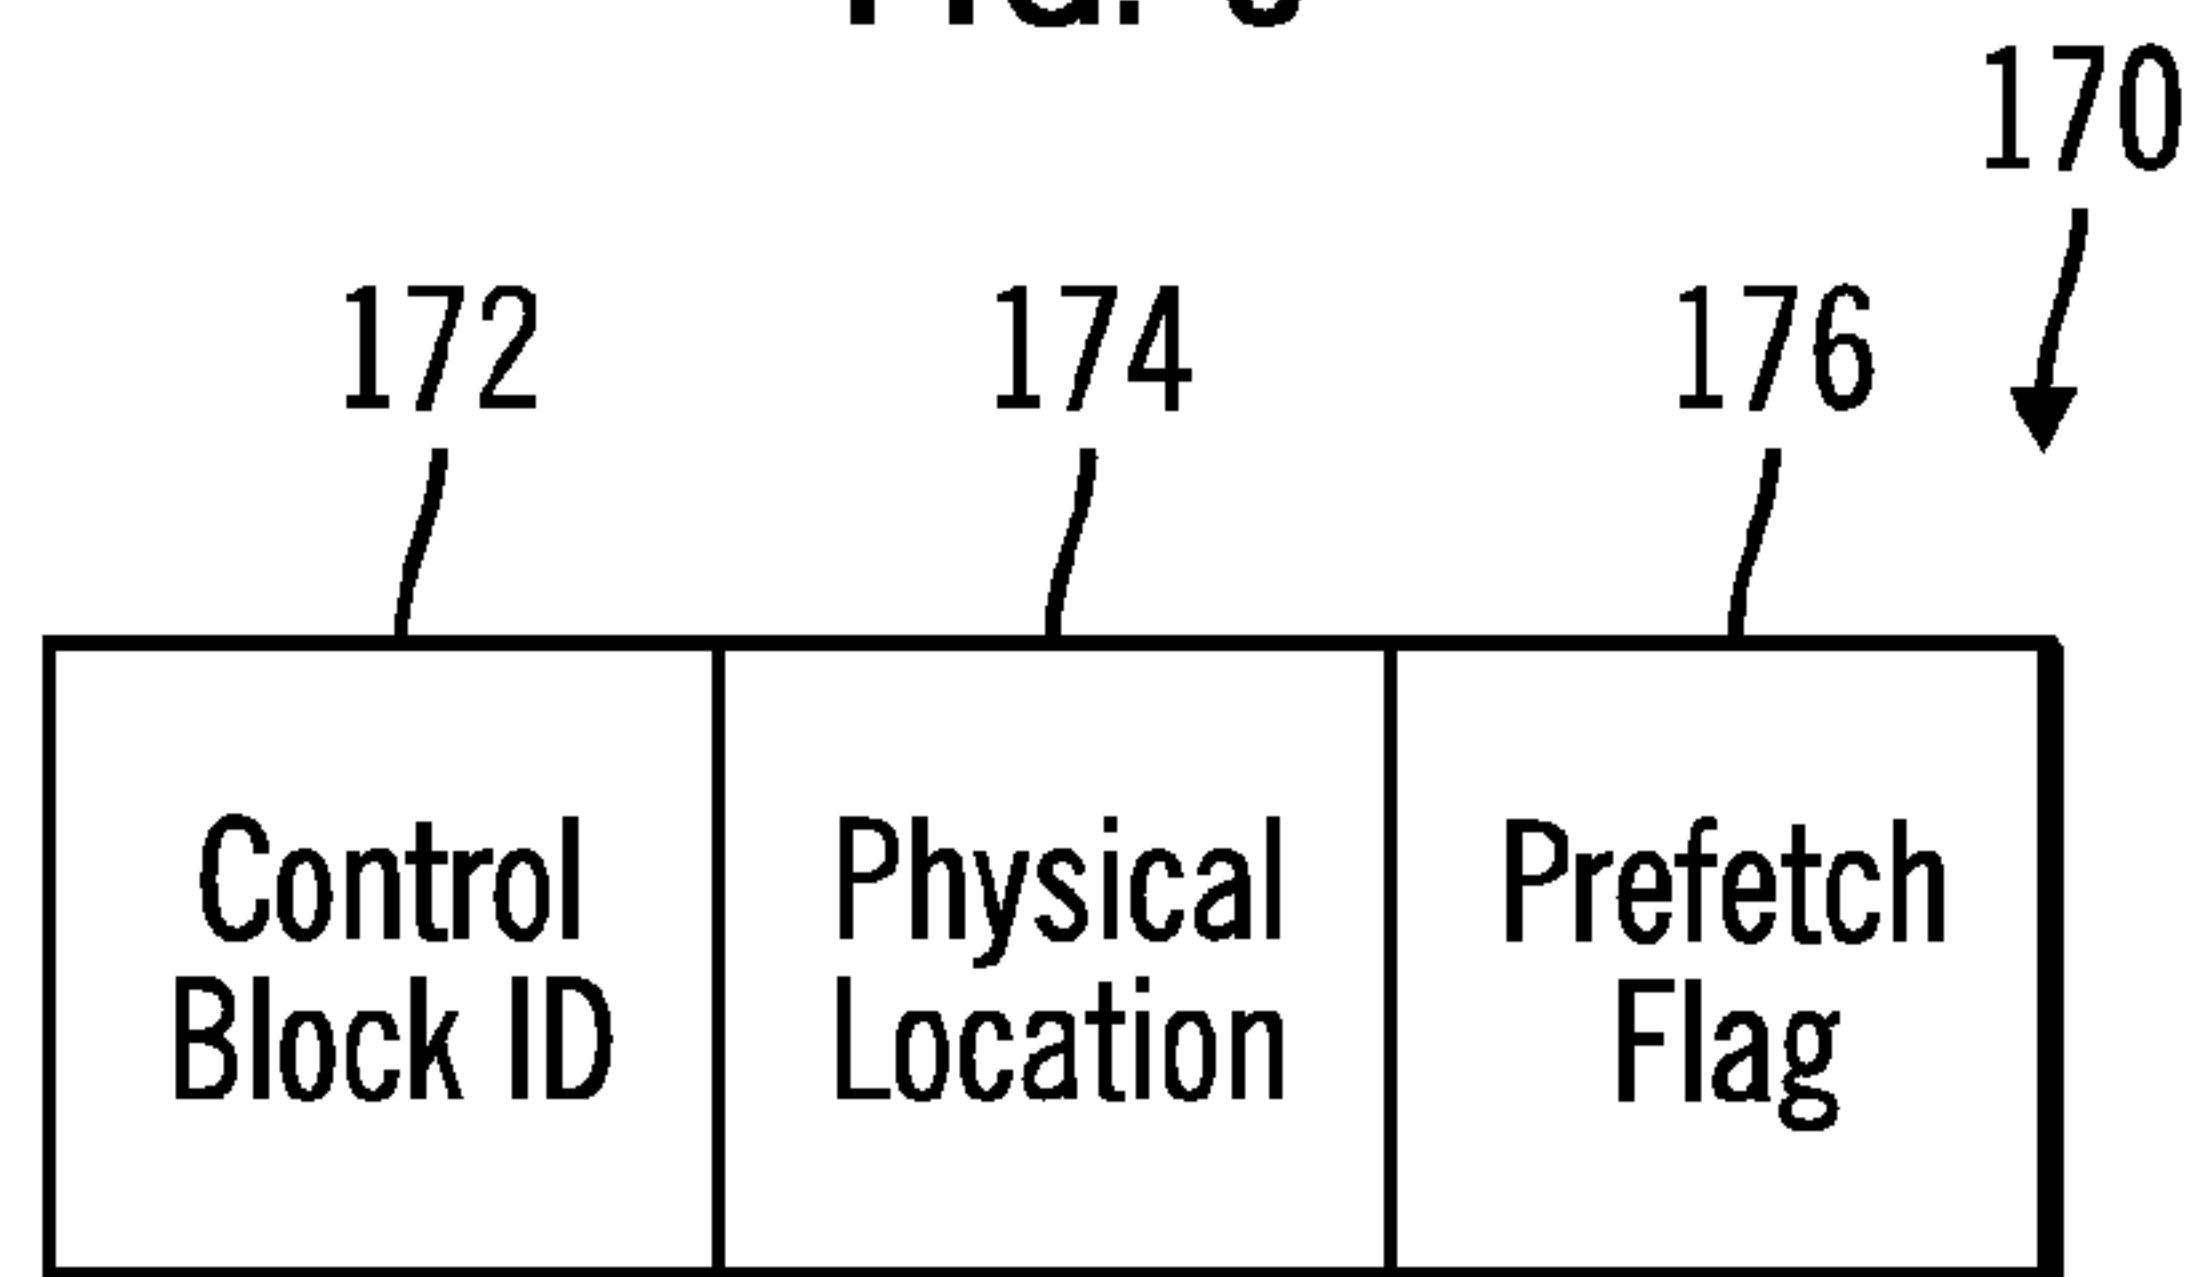 170
172 174 176
Control Physical Prefetch
Block ID Location Flag